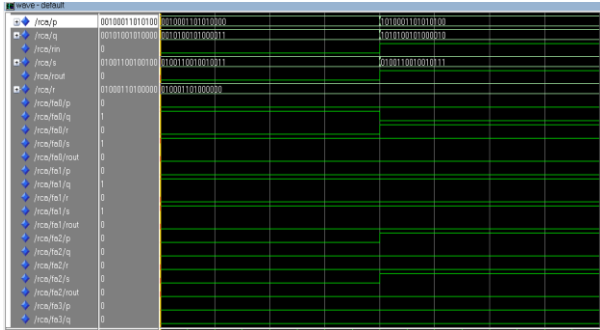 wave - default
/rca/p 00100011010100 0010001101010000 1010001101010100
/rca/q 00101001010000 0010100101000011 1010100101000010
/rca/rin 0
/rca/s 01001100100100 0100110010010011 0100110010010111
/rca/rout 0
/rca/r 01000110100000 010001101000000
/rca/fa0/p 0
/rca/fa0/q 1
/rca/fa0/r 0
/rca/fa0/s 1
/rca/fa0/rout 0
/rca/fa1/p 0
/rca/fa1/q 1
/rca/fa1/r 0
/rca/fa1/s 1
/rca/fa1/rout 0
/rca/fa2/p 0
/rca/fa2/q 0
/rca/fa2/r 0
/rca/fa2/s 0
/rca/fa2/rout 0
/rca/fa3/p 0
/rca/fa3/q 0